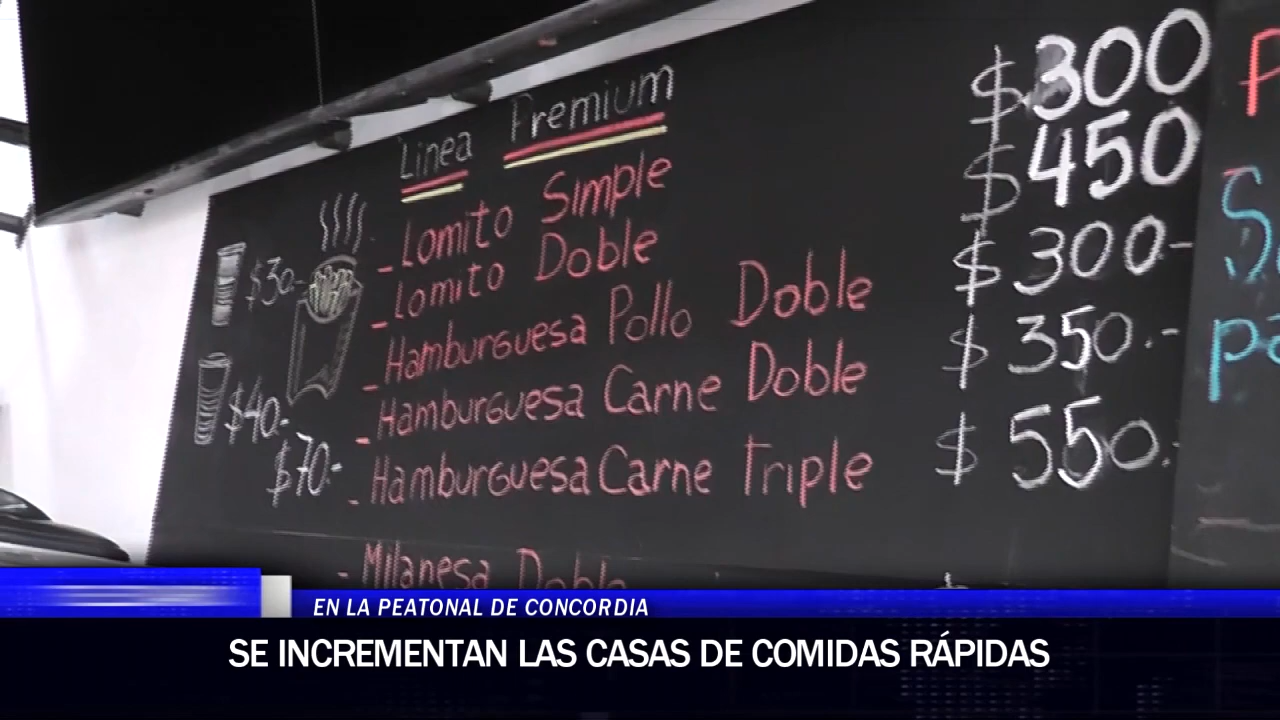 Linea Premium
- Lomito Simple $300
- Lomito Doble $450
- Hamburguesa Pollo Doble $300-
- Hamburguesa Carne Doble $350.-
- Hamburguesa Carne Triple $550.-
- Milanesa Doble
$30-
$40.-
$70.-
EN LA PEATONAL DE CONCORDIA
SE INCREMENTAN LAS CASAS DE COMIDAS RÁPIDAS